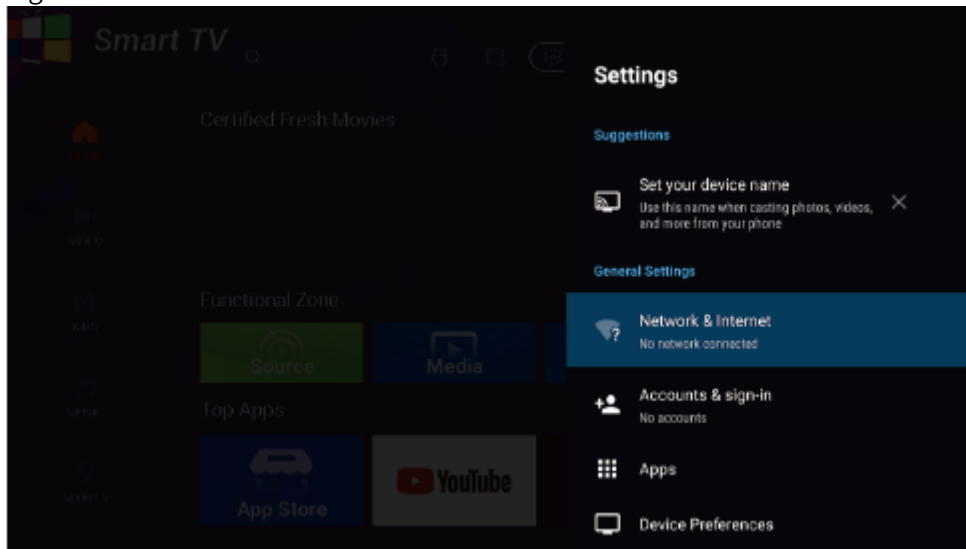 Smart TV
Certified Fresh Movies
Functional Zone
Source
Media
Top Apps
App Store
YouTube
Settings
Suggestions
Set your device name
Use this name when casting photos, videos,
and more from your phone
General Settings
Network & Internet
No network connected
Accounts & sign-in
No accounts
Apps
Device Preferences